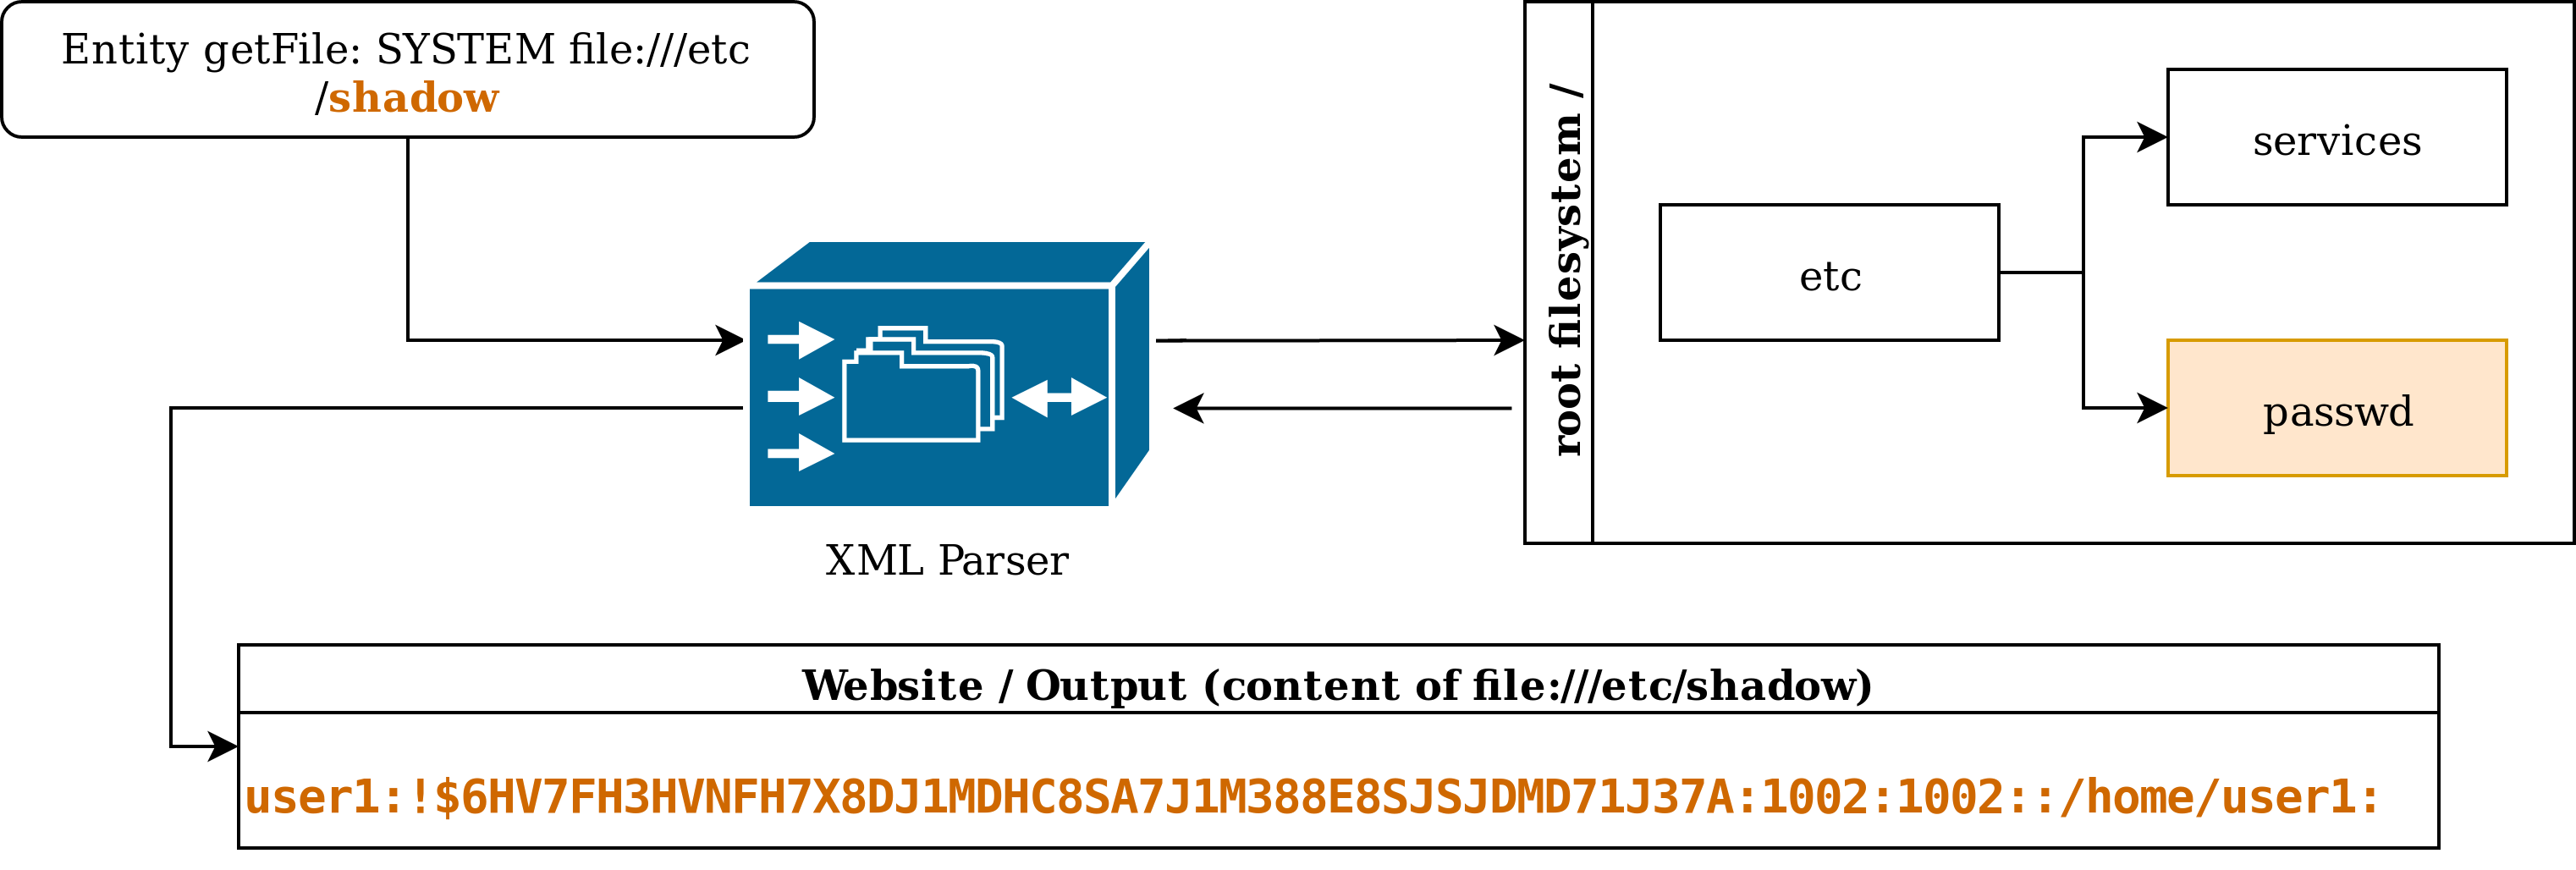 Entity getFile: SYSTEM file:///etc
/shadow
root filesystem /
services
etc
passwd
XML Parser
Website / Output (content of file:///etc/shadow)
user1:!$6HV7FH3HVNFH7X8DJ1MDHC8SA7J1M388E8SJSJDMD71J37A:1002:1002::/home/user1: